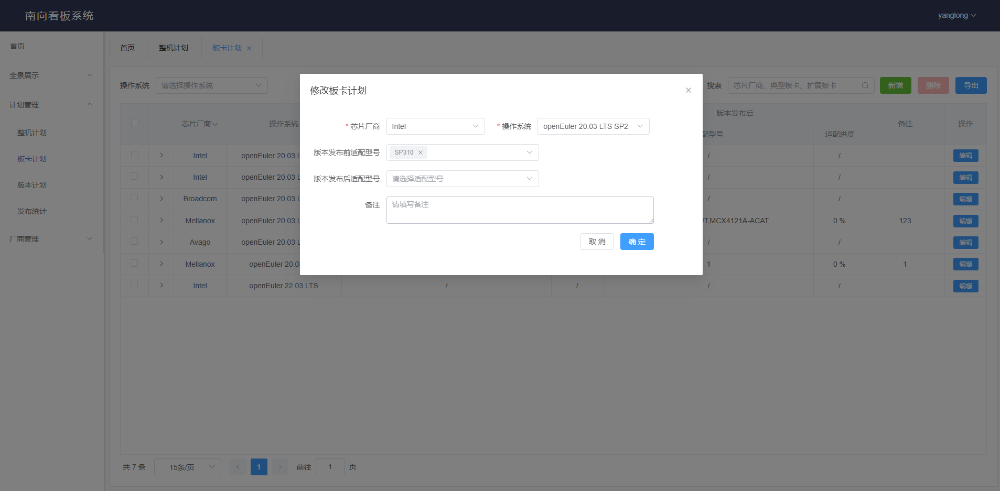 南向看板系统
yanglong
首页
全景展示
计划管理
整机计划
板卡计划
版本计划
发布统计
厂商管理
首页 整机计划 板卡计划
操作系统 请选择操作系统
搜索 芯片厂商、典型板卡、扩展板卡 新增 删除 导出
芯片厂商 操作系统 版本发布后 备注 操作
配型号 适配进度
Intel openEuler 20.03 L / / 编辑
Intel openEuler 20.03 L / / 编辑
Broadcom openEuler 20.03 L / / 编辑
Mellanox openEuler 20.03 L T,MCX4121A-ACAT 0 % 123 编辑
Avago openEuler 20.03 L / / 编辑
Mellanox openEuler 20.03 1 0 % 1 编辑
Intel openEuler 22.03 LTS / / / / 编辑
共 7 条 15条/页 1 前往 1 页
修改板卡计划
* 芯片厂商 Intel * 操作系统 openEuler 20.03 LTS SP2
版本发布前适配型号 SP310
版本发布后适配型号 请选择适配型号
备注 请填写备注
取 消 确 定